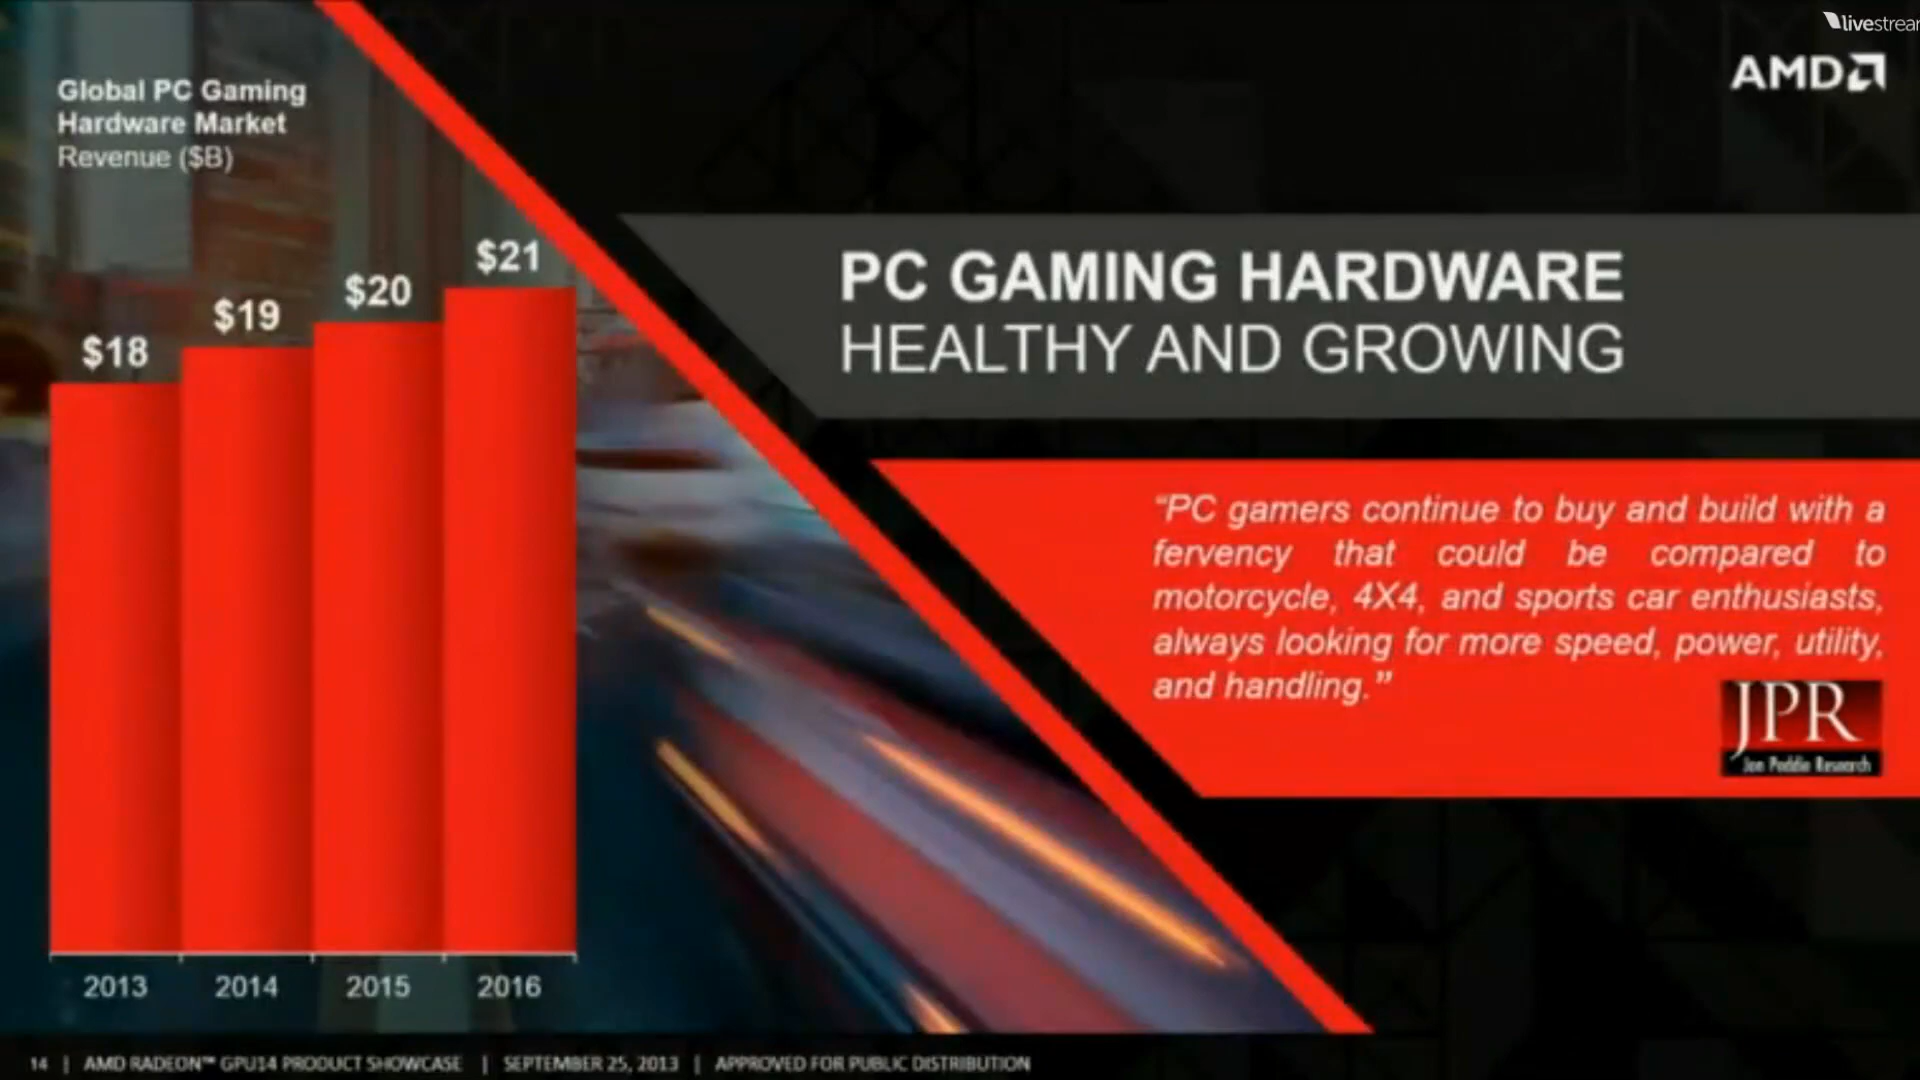 livestream
AMD
Global PC Gaming
Hardware Market
Revenue ($B)
$18
$19
$20
$21
2013
2014
2015
2016
PC GAMING HARDWARE
HEALTHY AND GROWING
“PC gamers continue to buy and build with a
fervency that could be compared to
motorcycle, 4X4, and sports car enthusiasts,
always looking for more speed, power, utility,
and handling.”
JPR
Jon Peddie Research
14 | AMD RADEON™ GPU14 PRODUCT SHOWCASE | SEPTEMBER 25, 2013 | APPROVED FOR PUBLIC DISTRIBUTION